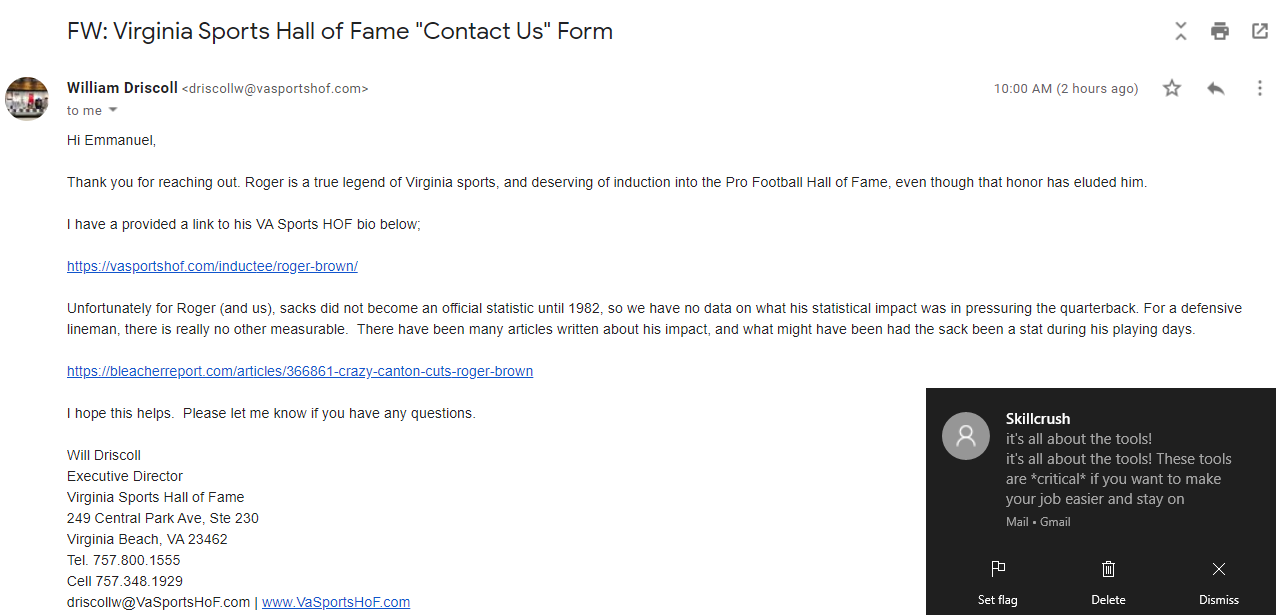 FW: Virginia Sports Hall of Fame "Contact Us" Form
William Driscoll <driscollw@vasportshof.com>
10:00 AM (2 hours ago)
to me
Hi Emmanuel,
Thank you for reaching out. Roger is a true legend of Virginia sports, and deserving of induction into the Pro Football Hall of Fame, even though that honor has eluded him.
I have a provided a link to his VA Sports HOF bio below;
https://vasportshof.com/inductee/roger-brown/
Unfortunately for Roger (and us), sacks did not become an official statistic until 1982, so we have no data on what his statistical impact was in pressuring the quarterback. For a defensive
lineman, there is really no other measurable.  There have been many articles written about his impact, and what might have been had the sack been a stat during his playing days.
https://bleacherreport.com/articles/366861-crazy-canton-cuts-roger-brown
I hope this helps.  Please let me know if you have any questions.
Will Driscoll
Executive Director
Virginia Sports Hall of Fame
249 Central Park Ave, Ste 230
Virginia Beach, VA 23462
Tel. 757.800.1555
Cell 757.348.1929
driscollw@VaSportsHoF.com | www.VaSportsHoF.com
Skillcrush
it's all about the tools!
it's all about the tools! These tools
are *critical* if you want to make
your job easier and stay on
Mail • Gmail
Set flag
Delete
Dismiss